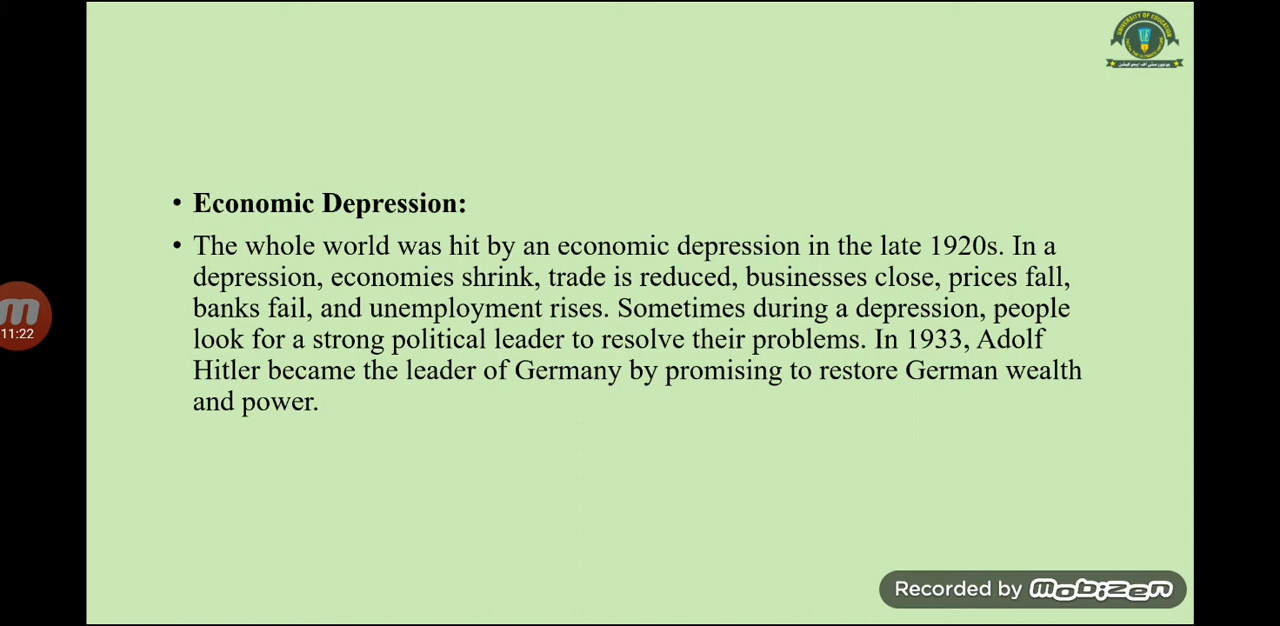 UNIVERSITY OF EDUCATION
• Economic Depression:
• The whole world was hit by an economic depression in the late 1920s. In a
depression, economies shrink, trade is reduced, businesses close, prices fall,
banks fail, and unemployment rises. Sometimes during a depression, people
look for a strong political leader to resolve their problems. In 1933, Adolf
Hitler became the leader of Germany by promising to restore German wealth
and power.
11:22
Recorded by mobizen